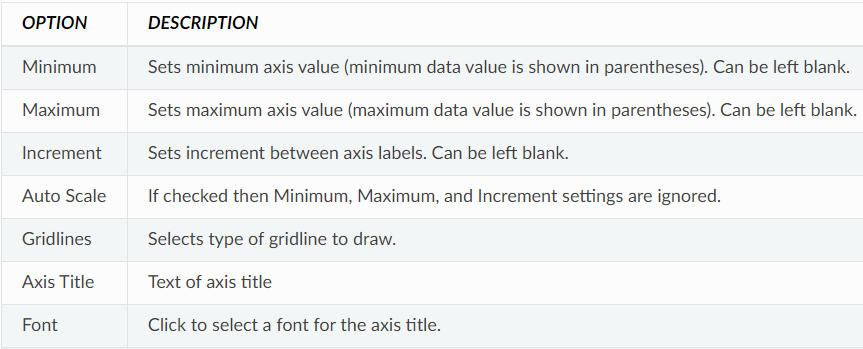 OPTION DESCRIPTION
Minimum Sets minimum axis value (minimum data value is shown in parentheses). Can be left blank.
Maximum Sets maximum axis value (maximum data value is shown in parentheses). Can be left blank.
Increment Sets increment between axis labels. Can be left blank.
Auto Scale If checked then Minimum, Maximum, and Increment settings are ignored.
Gridlines Selects type of gridline to draw.
Axis Title Text of axis title
Font Click to select a font for the axis title.